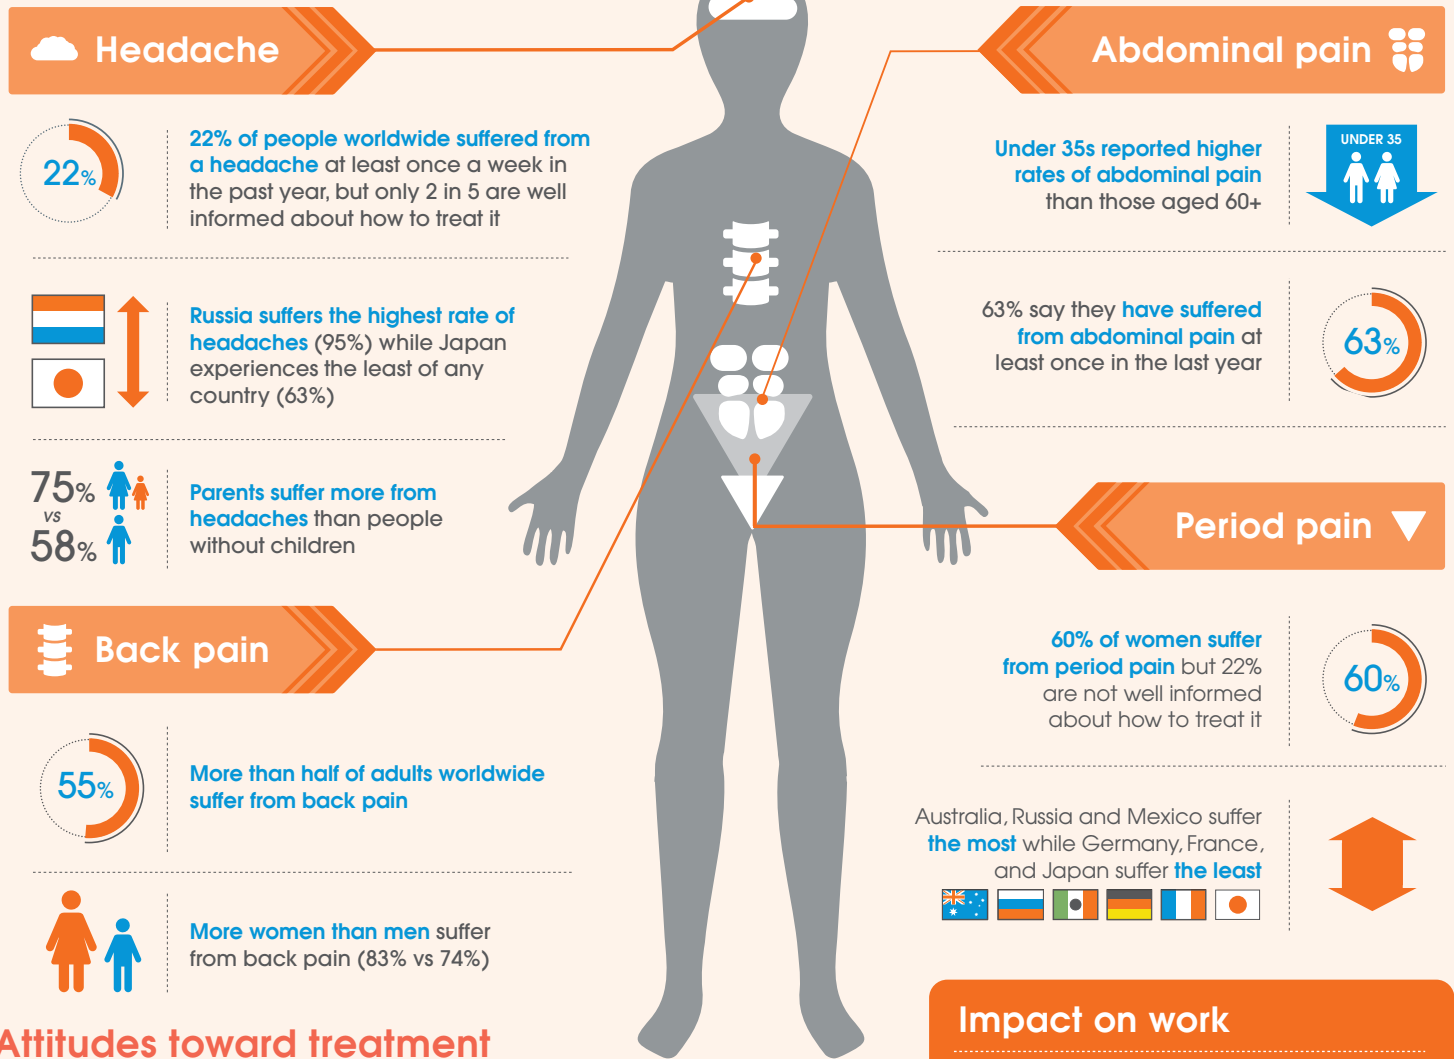 Headache
22%
22% of people worldwide suffered from
a headache at least once a week in
the past year, but only 2 in 5 are well
informed about how to treat it
Russia suffers the highest rate of
headaches (95%) while Japan
experiences the least of any
country (63%)
75%
vs
58%
Parents suffer more from
headaches than people
without children
Back pain
55%
More than half of adults worldwide
suffer from back pain
More women than men suffer
from back pain (83% vs 74%)
Attitudes toward treatment
Abdominal pain
Under 35s reported higher
rates of abdominal pain
than those aged 60+
UNDER 35
63% say they have suffered
from abdominal pain at
least once in the last year
63%
Period pain
60% of women suffer
from period pain but 22%
are not well informed
about how to treat it
60%
Australia, Russia and Mexico suffer
the most while Germany, France,
and Japan suffer the least
Impact on work